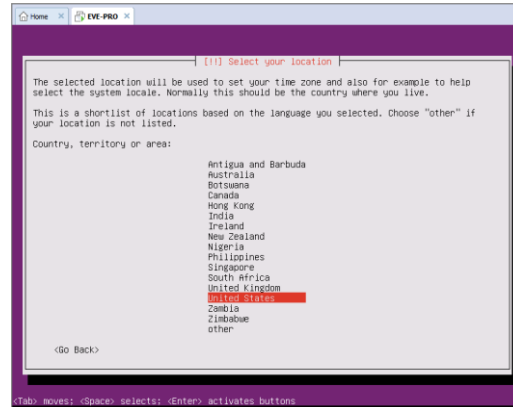 Home × EVE-PRO ×
[!!] Select your location
The selected location will be used to set your time zone and also for example to help
select the system locale. Normally this should be the country where you live.
This is a shortlist of locations based on the language you selected. Choose "other" if
your location is not listed.
Country, territory or area:
Antigua and Barbuda
Australia
Botswana
Canada
Hong Kong
India
Ireland
New Zealand
Nigeria
Philippines
Singapore
South Africa
United Kingdom
United States
Zambia
Zimbabwe
other
<Go Back>
<Tab> moves; <Space> selects; <Enter> activates buttons